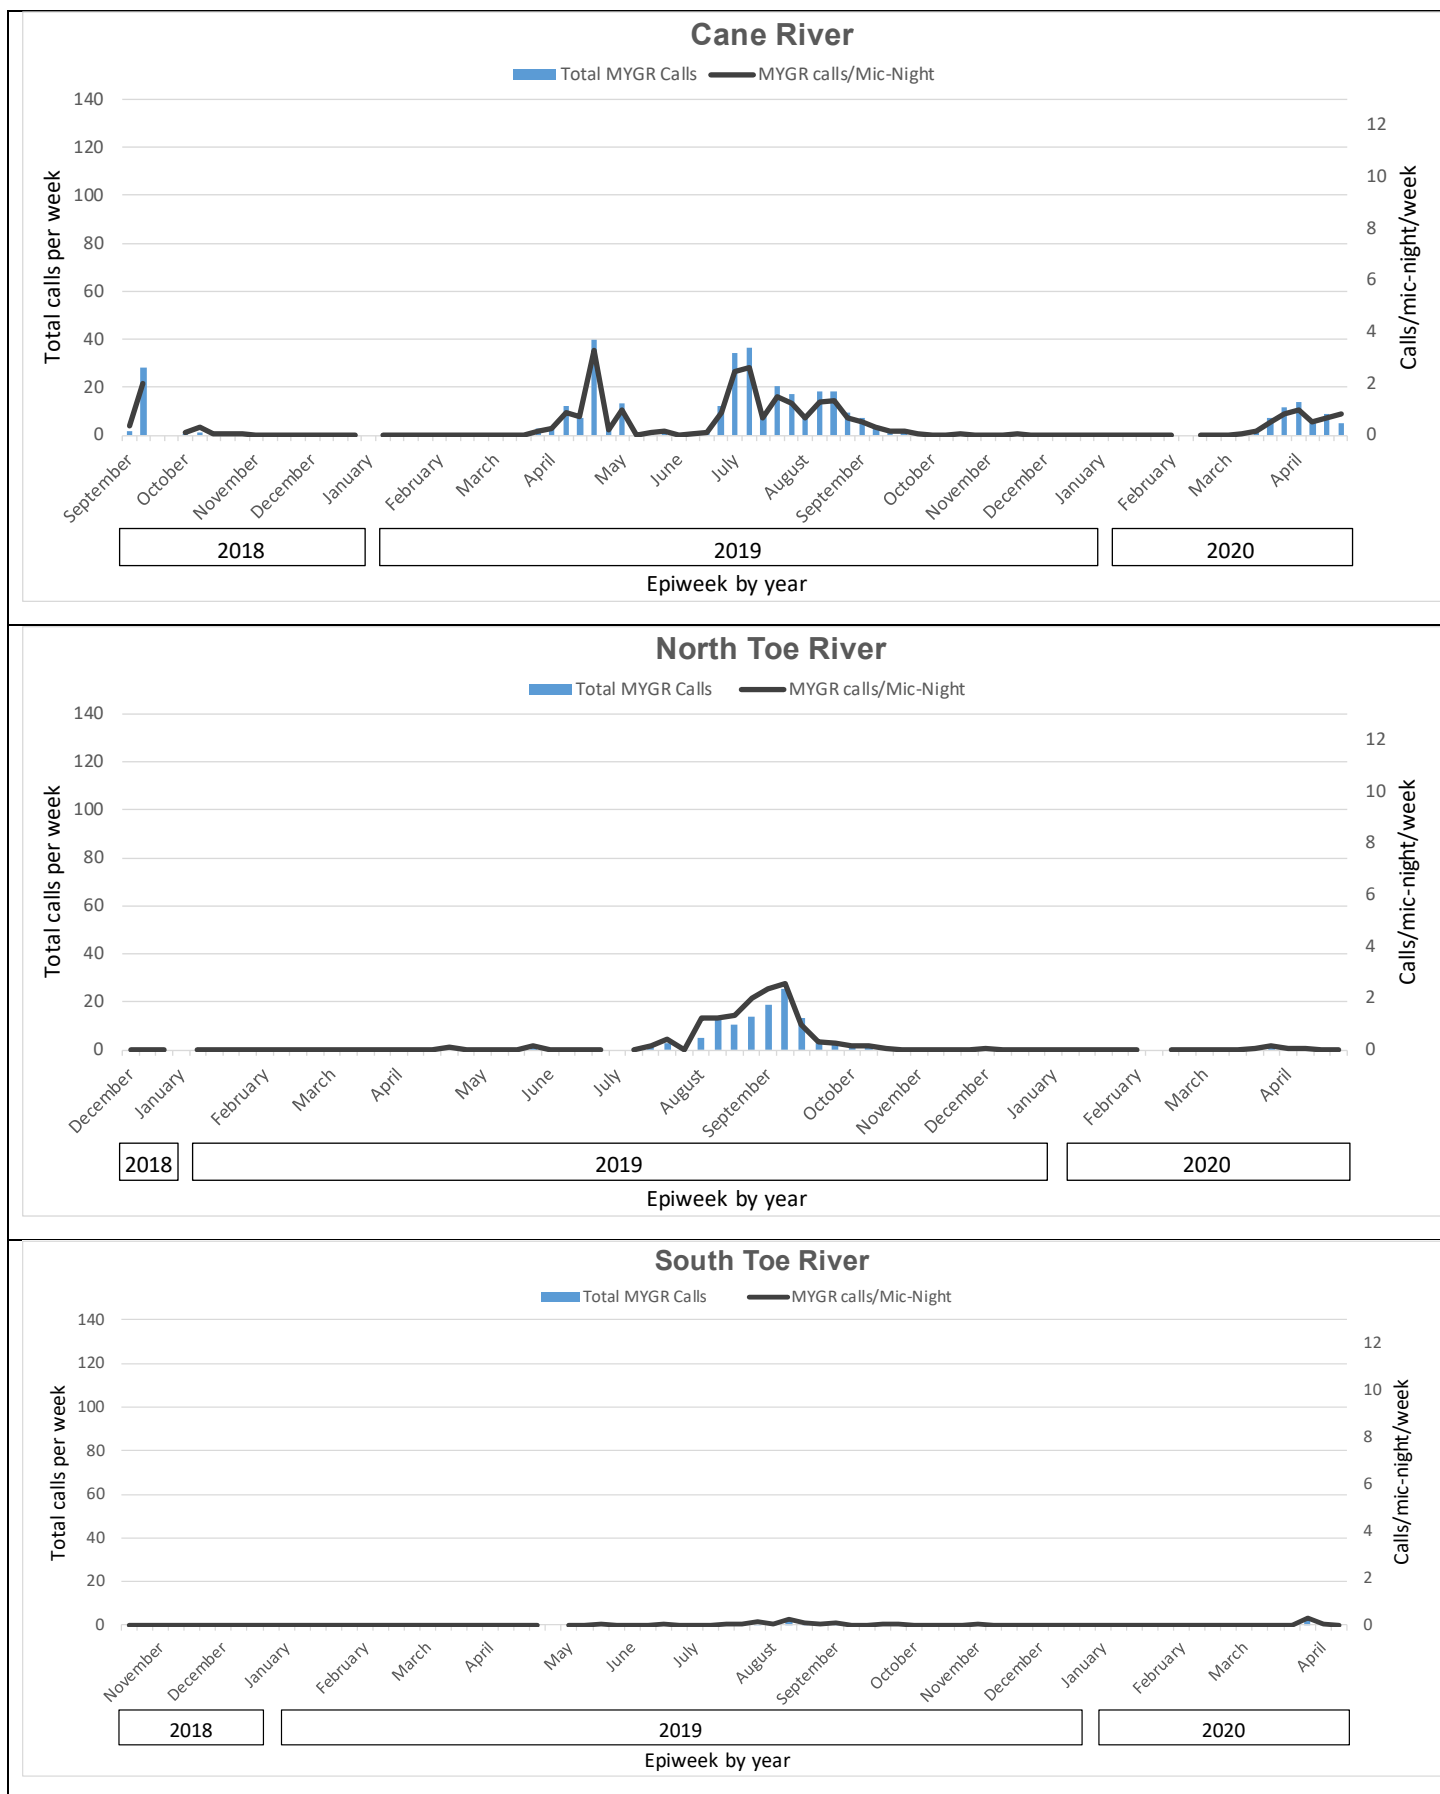 Cane River
Total MYGR Calls MYGR calls/Mic-Night
140
120
100
80
60
40
20
0
Total calls per week
12
10
8
6
4
2
0
Calls/mic-night/week
September October November December January February March April May June July August September October November December January February March April
2018 2019 2020
Epiweek by year
North Toe River
Total MYGR Calls MYGR calls/Mic-Night
140
120
100
80
60
40
20
0
Total calls per week
12
10
8
6
4
2
0
Calls/mic-night/week
December January February March April May June July August September October November December January February March April
2018 2019 2020
Epiweek by year
South Toe River
Total MYGR Calls MYGR calls/Mic-Night
140
120
100
80
60
40
20
0
Total calls per week
12
10
8
6
4
2
0
Calls/mic-night/week
November December January February March April May June July August September October November December January February March April
2018 2019 2020
Epiweek by year